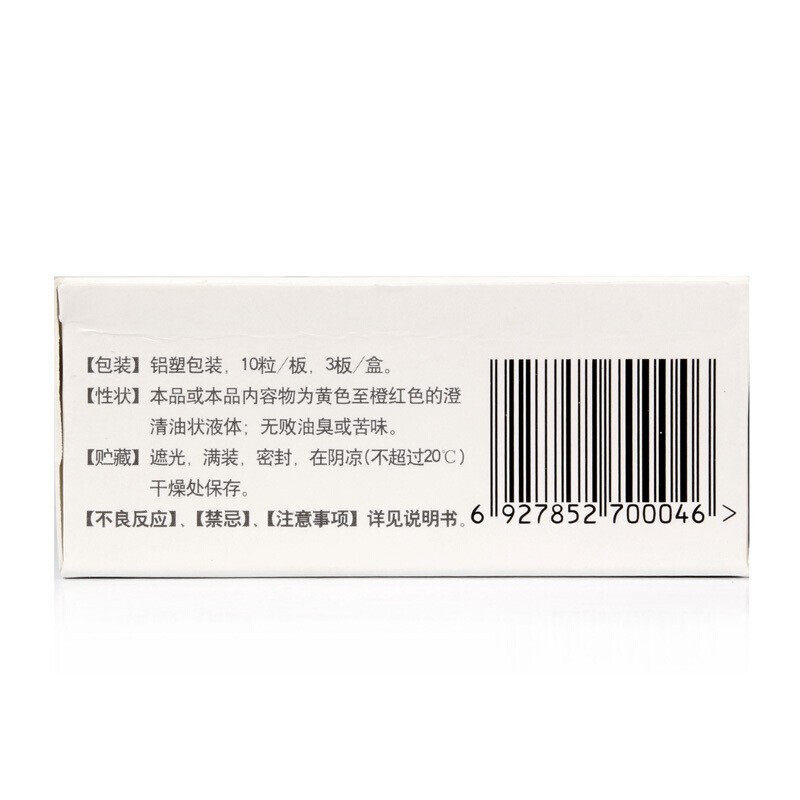 【包装】铝塑包装，10粒/板，3板/盒。
【性状】本品或本品内容物为黄色至橙红色的澄
清油状液体；无败油臭或苦味。
【贮藏】遮光，满装，密封，在阴凉(不超过20℃)
干燥处保存。
【不良反应】、【禁忌】、【注意事项】详见说明书。
6 927852 700046 >